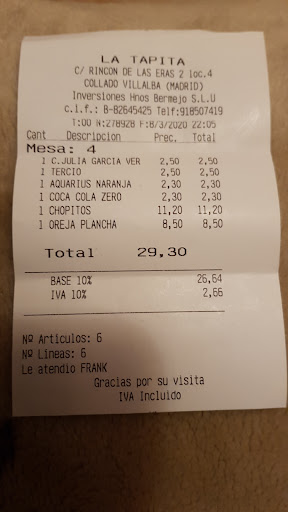 LA TAPITA
C/ RINCON DE LAS ERAS 2 loc.4
COLLADO VILLALBA (MADRID)
Inversiones Hnos Bermejo S.L.U
c.i.f.: B-82645425 Telf:918507419
T:00 N:278928 F:8/3/2020 22:05
Cant Descripcion Prec. Total
Mesa: 4
1 C.JULIA GARCIA VER 2,50 2,50
1 TERCIO 2,50 2,50
1 AQUARIUS NARANJA 2,30 2,30
1 COCA COLA ZERO 2,30 2,30
1 CHOPITOS 11,20 11,20
1 OREJA PLANCHA 8,50 8,50
Total 29,30
BASE 10% 26,64
IVA 10% 2,66
Nº Articulos: 6
Nº Lineas: 6
Le atendio FRANK
Gracias por su visita
IVA Incluido